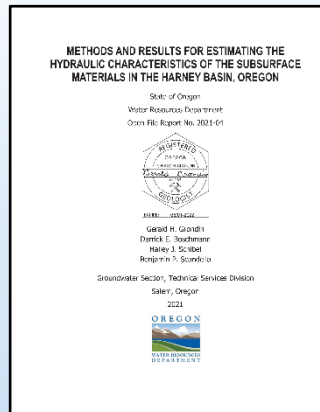 METHODS AND RESULTS FOR ESTIMATING THE
HYDRAULIC CHARACTERISTICS OF THE SUBSURFACE
MATERIALS IN THE HARNEY BASIN, OREGON
State of Oregon
Water Resources Department
Open File Report No. 2021-04
REGISTERED
GEOLOGIST
Gerald H. Grondin
Darrick E. Boschmann
Halley J. Schibel
Benjamin P. Scandella
Groundwater Section, Technical Services Division
Salem, Oregon
2021
OREGON
WATER RESOURCES
DEPARTMENT